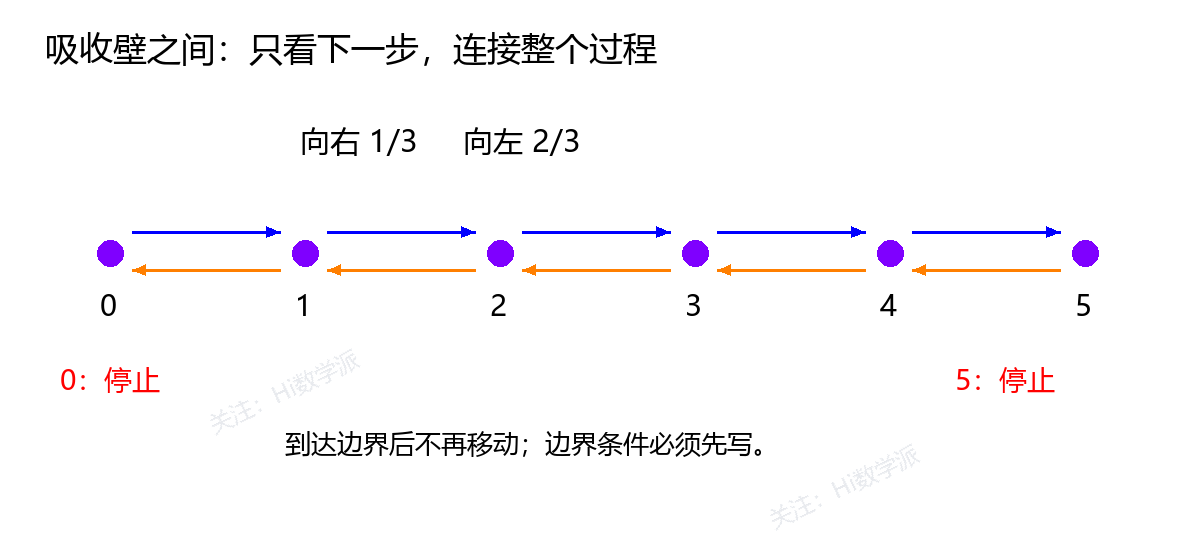 吸收壁之间：只看下一步，连接整个过程
向右 1/3 向左 2/3
0 1 2 3 4 5
0：停止 5：停止
关注：Hi数学派
到达边界后不再移动；边界条件必须先写。
关注：Hi数学派